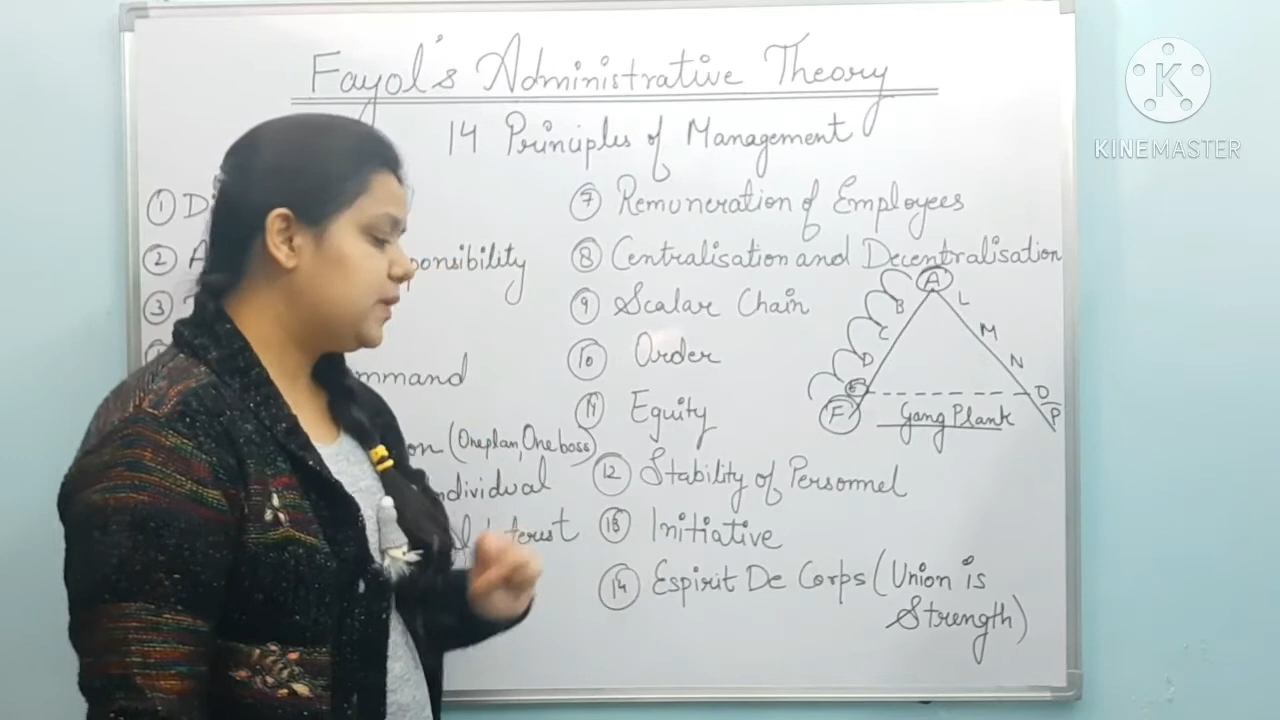 Fayol's Administrative Theory
14 Principles of Management
① D
② A ponsibility
③
mmand
on (One plan, One boss)
ndividual
terest
⑦ Remuneration of Employees
⑧ Centralisation and Decentralisation
⑨ Scalar Chain
⑩ Order
⑪ Equity
⑫ Stability of Personnel
⑬ Initiative
⑭ Espirit De Corps (Union is
Strength)
A
B L
C M
D N
E O
F P
Gang Plank
K
KINEMASTER